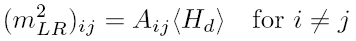 $(m^2_{LR})_{ij} = A_{ij} \langle H_d \rangle \quad \text{for } i \neq j$